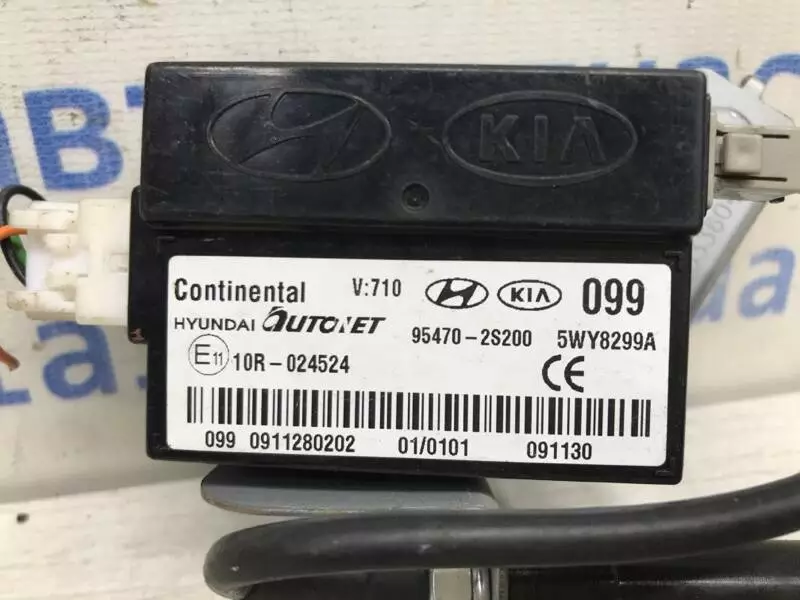 KIA
Continental V:710 KIA 099
HYUNDAI AUTONET 95470-2S200 5WY8299A
E11 10R-024524 CE
099 0911280202 01/0101 091130